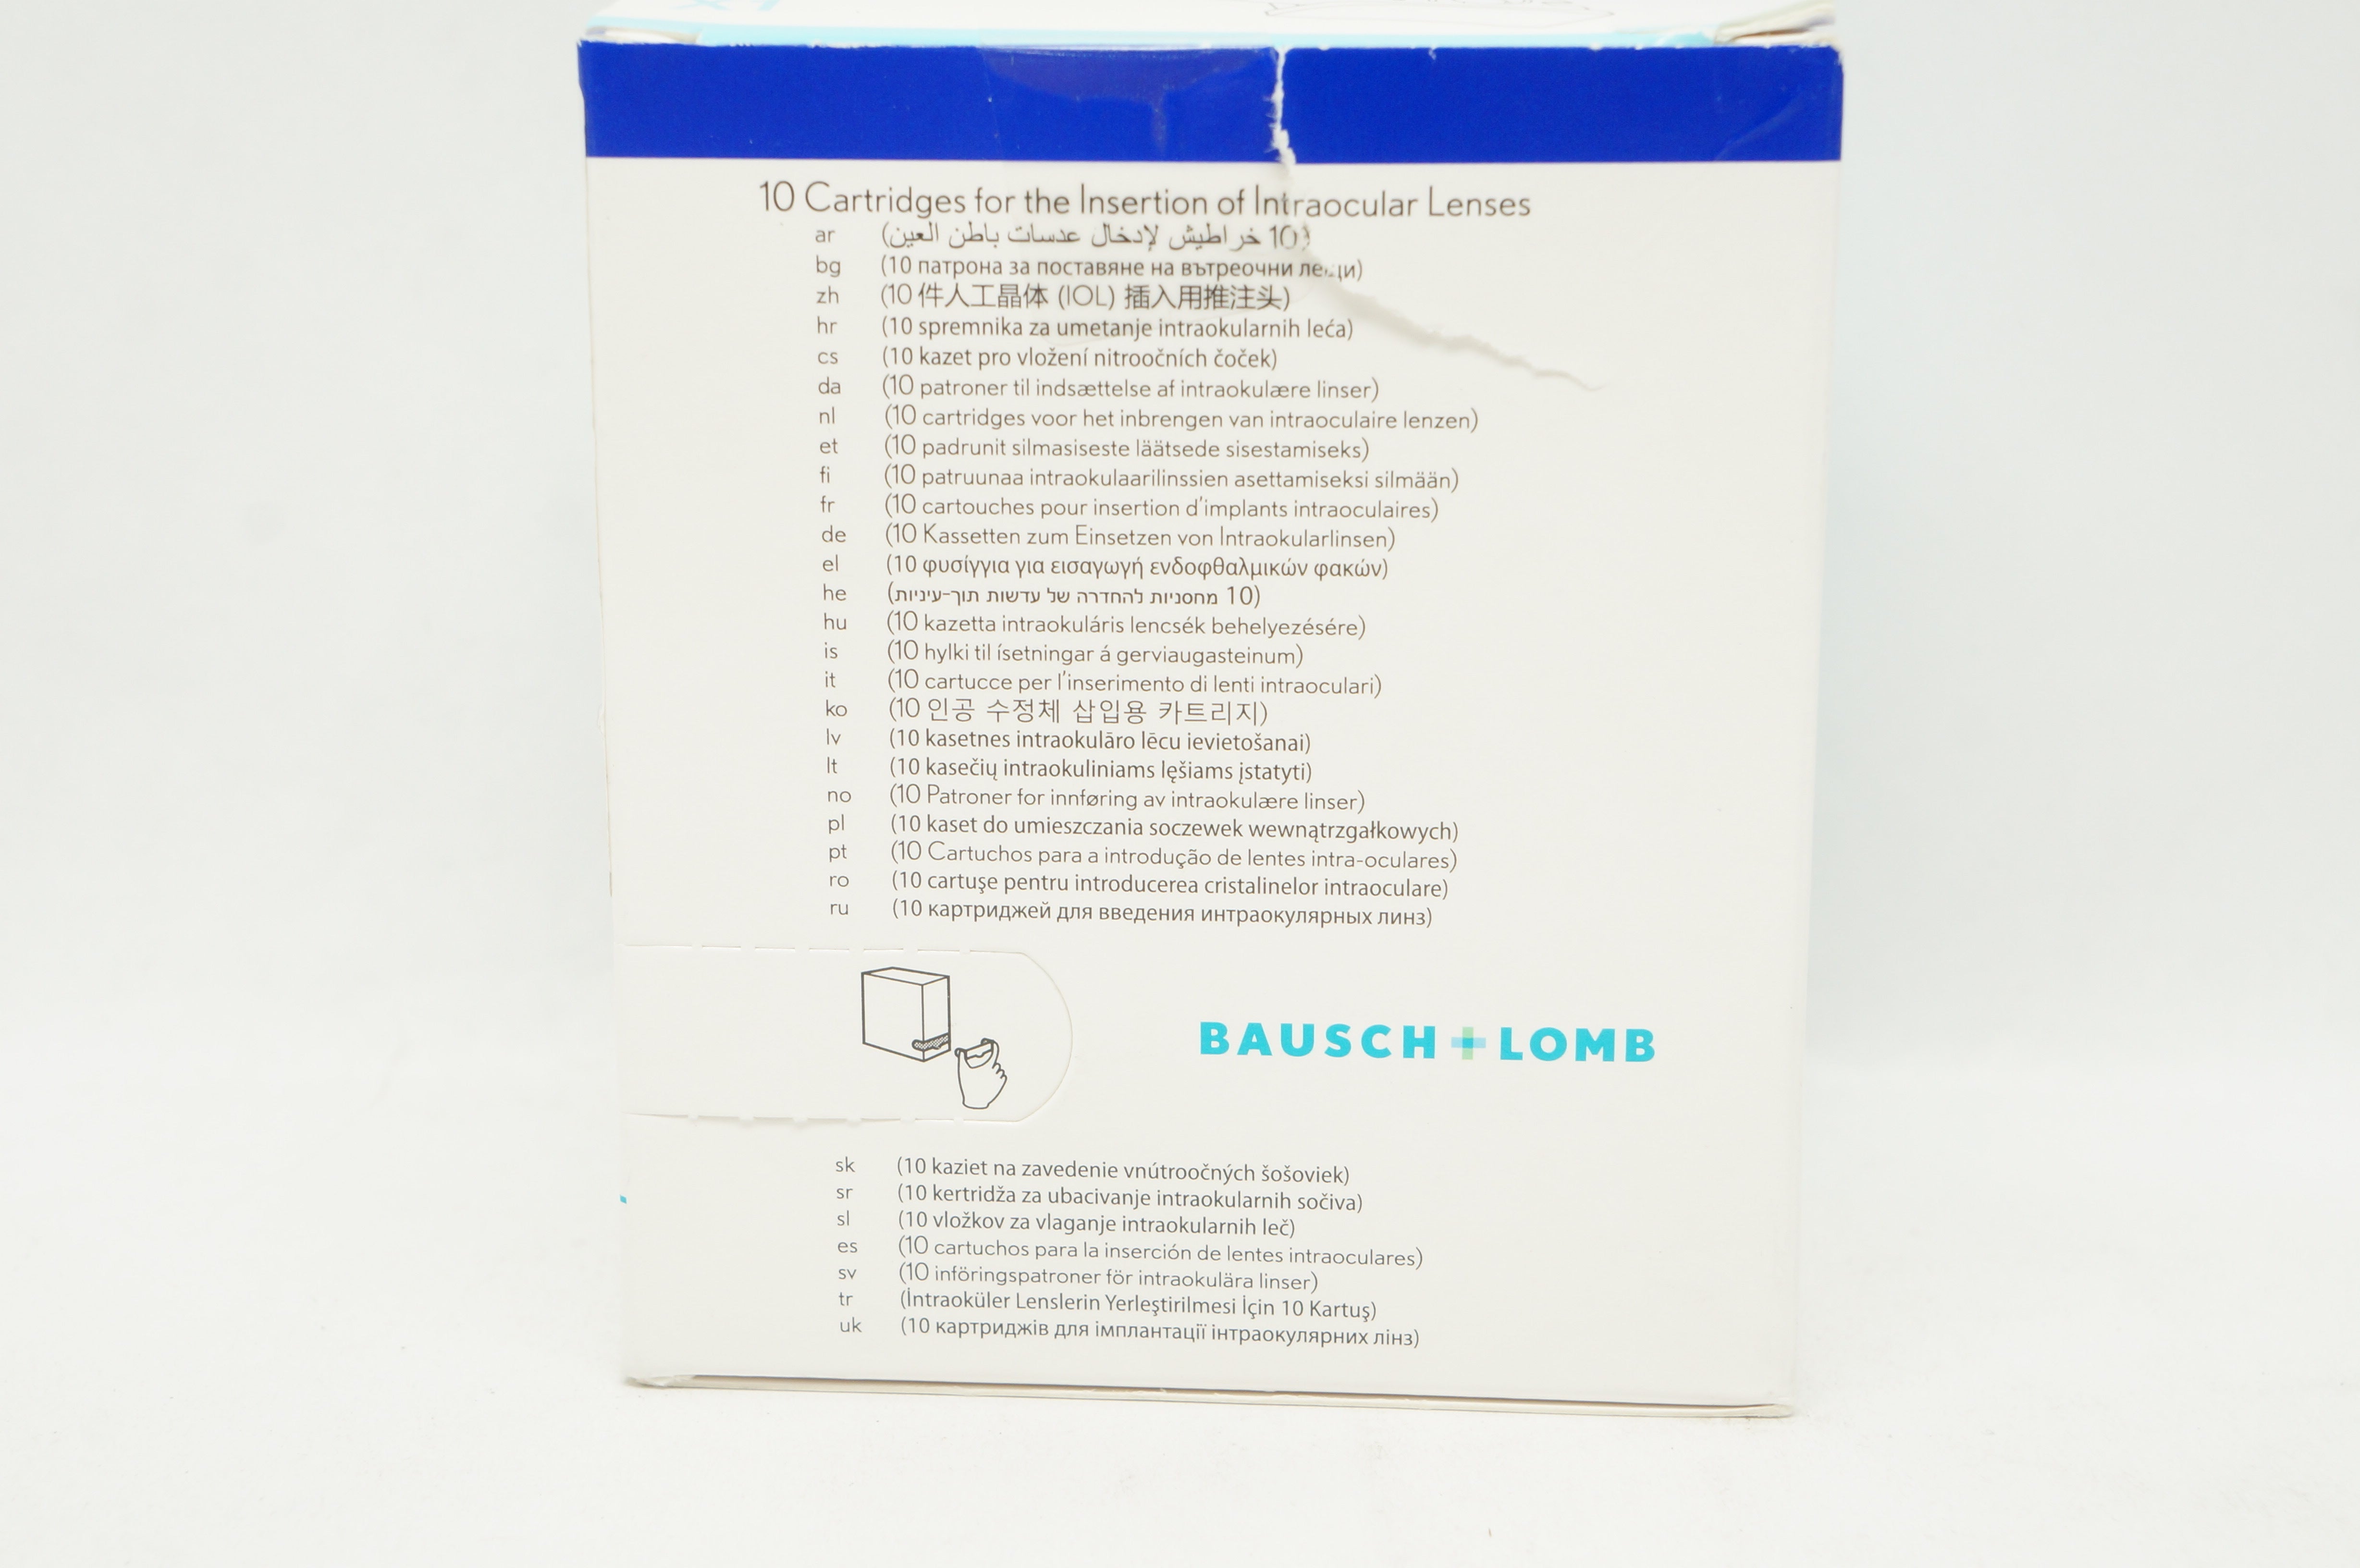 10 Cartridges for the Insertion of Intraocular Lenses
ar (10 خراطيش لإدخال عدسات باطن العين)
bg (10 патрона за поставяне на вътреочни
zh (10 件人工晶体 (IOL) 插入用推注头)
hr (10 spremnika za umetanje intraokularnih leća)
cs (10 kazet pro vložení nitroočních čoček)
da (10 patroner til indsættelse af intraokulære linser)
nl (10 cartridges voor het inbrengen van intraoculaire lenzen)
et (10 padrunit silmasiseste läätsede sisestamiseks)
fi (10 patruunaa intraokulaarilinssien asettamiseksi silmään)
fr (10 cartouches pour insertion d'implants intraoculaires)
de (10 Kassetten zum Einsetzen von Intraokularlinsen)
el (10 φυσίγγια για εισαγωγή ενδοφθαλμικών φακών)
he (10 מחסניות להחדרה של עדשות תוך-עיניות)
hu (10 kazetta intraokuláris lencsék behelyezésére)
is (10 hylki til ísetningar á gerviaugasteinum)
it (10 cartucce per l'inserimento di lenti intraoculari)
ko (10 인공 수정체 삽입용 카트리지)
lv (10 kasetnes intraokulāro lēcu ievietošanai)
lt (10 kasečių intraokuliniams lęšiams įstatyti)
no (10 Patroner for innføring av intraokulære linser)
pl (10 kaset do umieszczania soczewek wewnątrzgałkowych)
pt (10 Cartuchos para a introdução de lentes intra-oculares)
ro (10 cartuşe pentru introducerea cristalinelor intraoculare)
ru (10 картриджей для введения интраокулярных линз)
BAUSCH + LOMB
sk (10 kaziet na zavedenie vnútroočných šošoviek)
sr (10 kertridža za ubacivanje intraokularnih sočiva)
sl (10 vložkov za vlaganje intraokularnih leč)
es (10 cartuchos para la inserción de lentes intraoculares)
sv (10 införingspatroner för intraokulära linser)
tr (İntraoküler Lenslerin Yerleştirilmesi İçin 10 Kartuş)
uk (10 картриджів для імплантації інтраокулярних лінз)